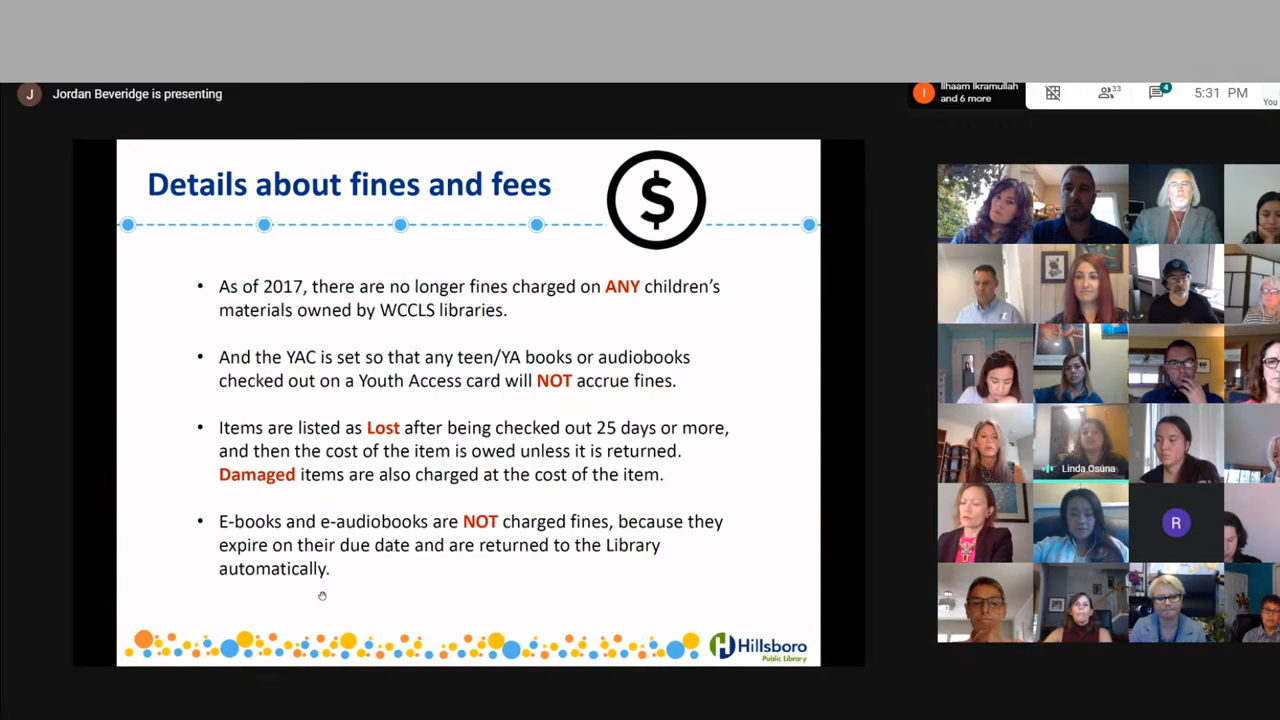 J
Jordan Beveridge is presenting
I
Ilhaam Ikramullah
and 6 more
33
4
5:31 PM
You
Details about fines and fees
$
• As of 2017, there are no longer fines charged on ANY children's
materials owned by WCCLS libraries.
• And the YAC is set so that any teen/YA books or audiobooks
checked out on a Youth Access card will NOT accrue fines.
• Items are listed as Lost after being checked out 25 days or more,
and then the cost of the item is owed unless it is returned.
Damaged items are also charged at the cost of the item.
• E-books and e-audiobooks are NOT charged fines, because they
expire on their due date and are returned to the Library
automatically.
H Hillsboro
Public Library
Linda Osuna
R